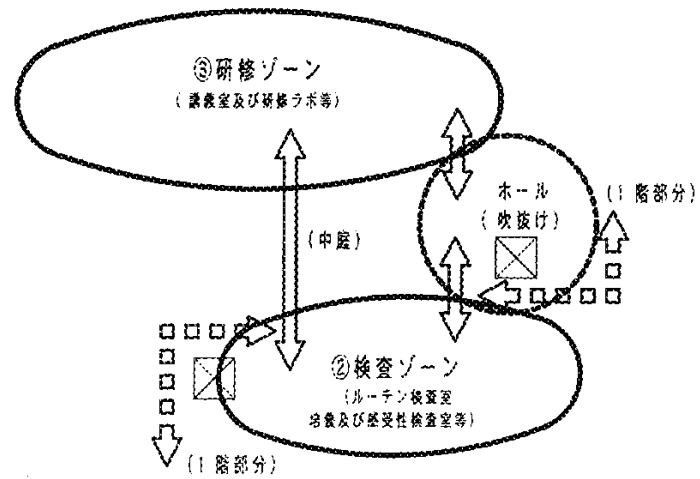 ③研修ゾーン
(講義室及び研修ラボ等)
ホール
(吹抜け)
(1階部分)
(中庭)
②検査ゾーン
(ルーチン検査室
培養及び感受性検査室等)
(1階部分)